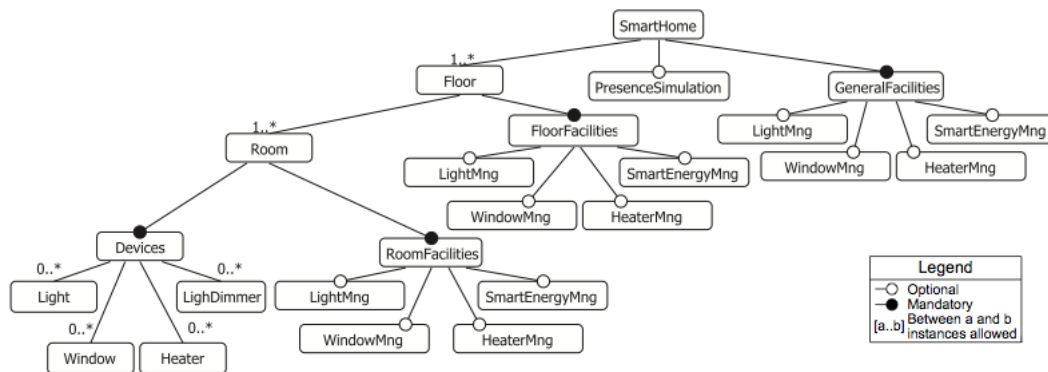 SmartHome
1..*
Floor
PresenceSimulation
GeneralFacilities
1..*
Room
FloorFacilities
LightMng
SmartEnergyMng
WindowMng
HeaterMng
LightMng
SmartEnergyMng
WindowMng
HeaterMng
Devices
RoomFacilities
0..*
0..*
Light
LighDimmer
LightMng
SmartEnergyMng
0..*
0..*
Window
Heater
WindowMng
HeaterMng
Legend
Optional
Mandatory
[a..b] Between a and b
instances allowed